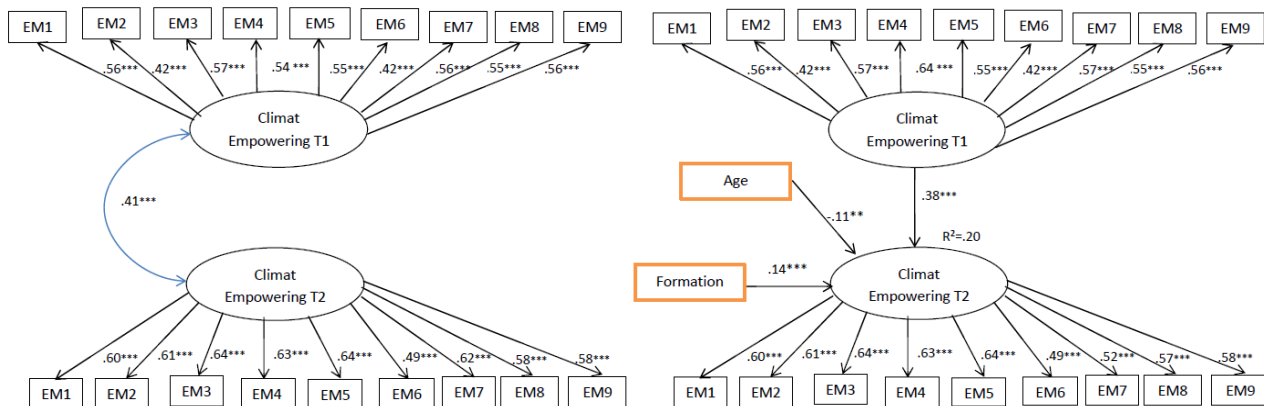 EM1 EM2 EM3 EM4 EM5 EM6 EM7 EM8 EM9
.56*** .42*** .57*** .54 *** .55*** .42*** .56*** .55*** .56***
Climat
Empowering T1
.41***
Climat
Empowering T2
.60*** .61*** .64*** .63*** .64*** .49*** .62*** .58*** .58***
EM1 EM2 EM3 EM4 EM5 EM6 EM7 EM8 EM9
EM1 EM2 EM3 EM4 EM5 EM6 EM7 EM8 EM9
.56*** .42*** .57*** .64 *** .55*** .42*** .57*** .55*** .56***
Climat
Empowering T1
Age
.38***
-.11**
R²=.20
Formation
.14***
Climat
Empowering T2
.60*** .61*** .64*** .63*** .64*** .49*** .52*** .57*** .58***
EM1 EM2 EM3 EM4 EM5 EM6 EM7 EM8 EM9